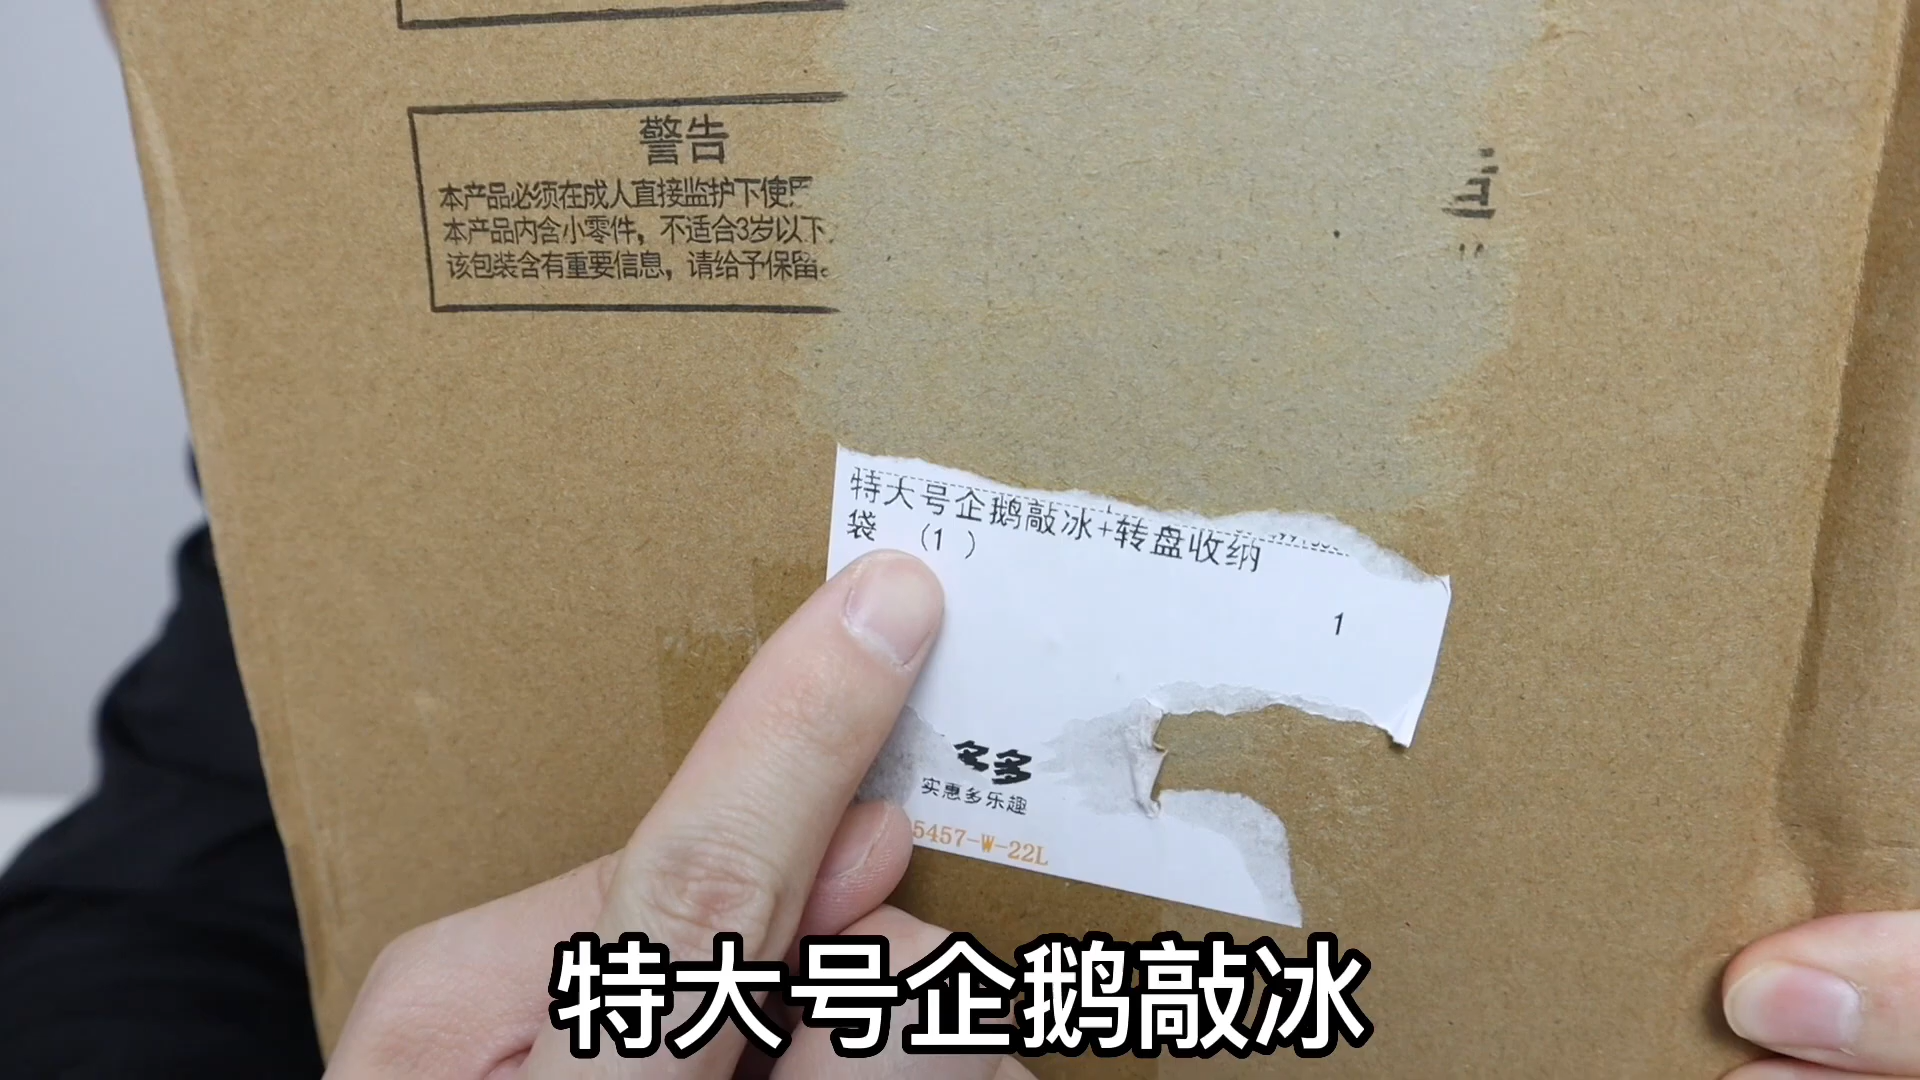 警告
本产品必须在成人直接监护下使用
本产品内含小零件，不适合3岁以下
该包装含有重要信息，请给予保留。
特大号企鹅敲冰+转盘收纳
袋 （1 ）
1
多多
实惠多乐趣
5457-W-22L
特大号企鹅敲冰